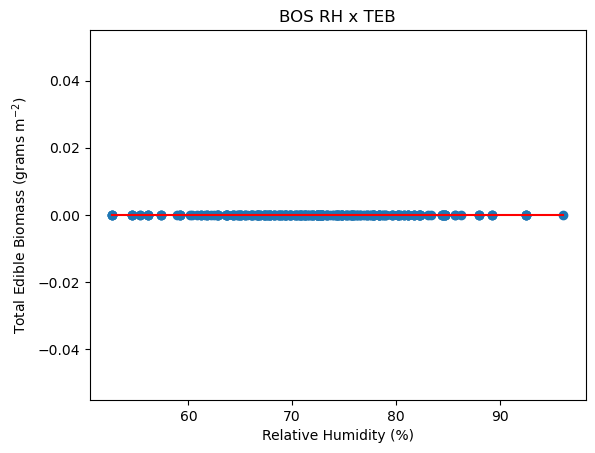 BOS RH x TEB
Total Edible Biomass (grams m⁻²)
0.04
0.02
0.00
−0.02
−0.04
60 70 80 90
Relative Humidity (%)